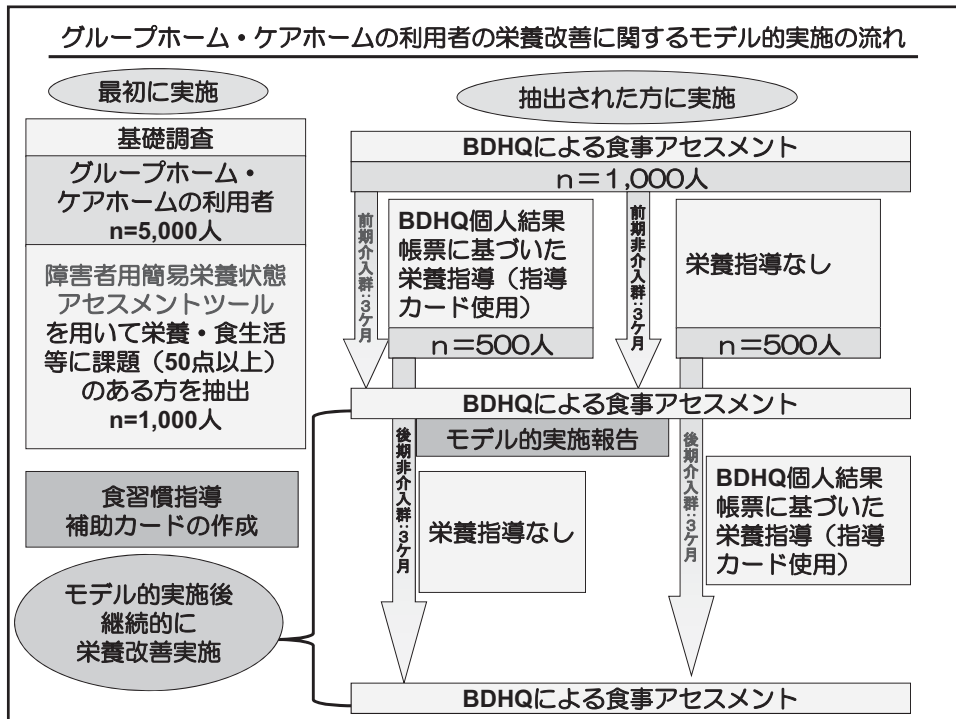 グループホーム・ケアホームの利用者の栄養改善に関するモデル的実施の流れ
最初に実施
基礎調査
グループホーム・
ケアホームの利用者
n=5,000人
障害者用簡易栄養状態
アセスメントツール
を用いて栄養・食生活
等に課題（50点以上）
のある方を抽出
n=1,000人
食習慣指導
補助カードの作成
モデル的実施後
継続的に
栄養改善実施
抽出された方に実施
BDHQによる食事アセスメント
n＝1,000人
前期介入群:3ケ月
BDHQ個人結果
帳票に基づいた
栄養指導（指導
カード使用）
n＝500人
前期非介入群:3ケ月
栄養指導なし
n＝500人
BDHQによる食事アセスメント
モデル的実施報告
後期非介入群:3ケ月
栄養指導なし
後期介入群:3ケ月
BDHQ個人結果
帳票に基づいた
栄養指導（指導
カード使用）
BDHQによる食事アセスメント